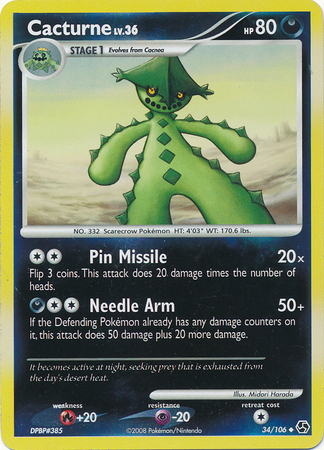 Cacturne LV.36 HP 80
STAGE 1 Evolves from Cacnea
NO. 332 Scarecrow Pokémon HT: 4'03" WT: 170.6 lbs.
Pin Missile 20x
Flip 3 coins. This attack does 20 damage times the number of
heads.
Needle Arm 50+
If the Defending Pokémon already has any damage counters on
it, this attack does 50 damage plus 20 more damage.
It becomes active at night, seeking prey that is exhausted from
the day's desert heat.
Illus. Midori Harada
weakness resistance retreat cost
+20 -20
DPBP#385 ©2008 Pokémon/Nintendo 34/106